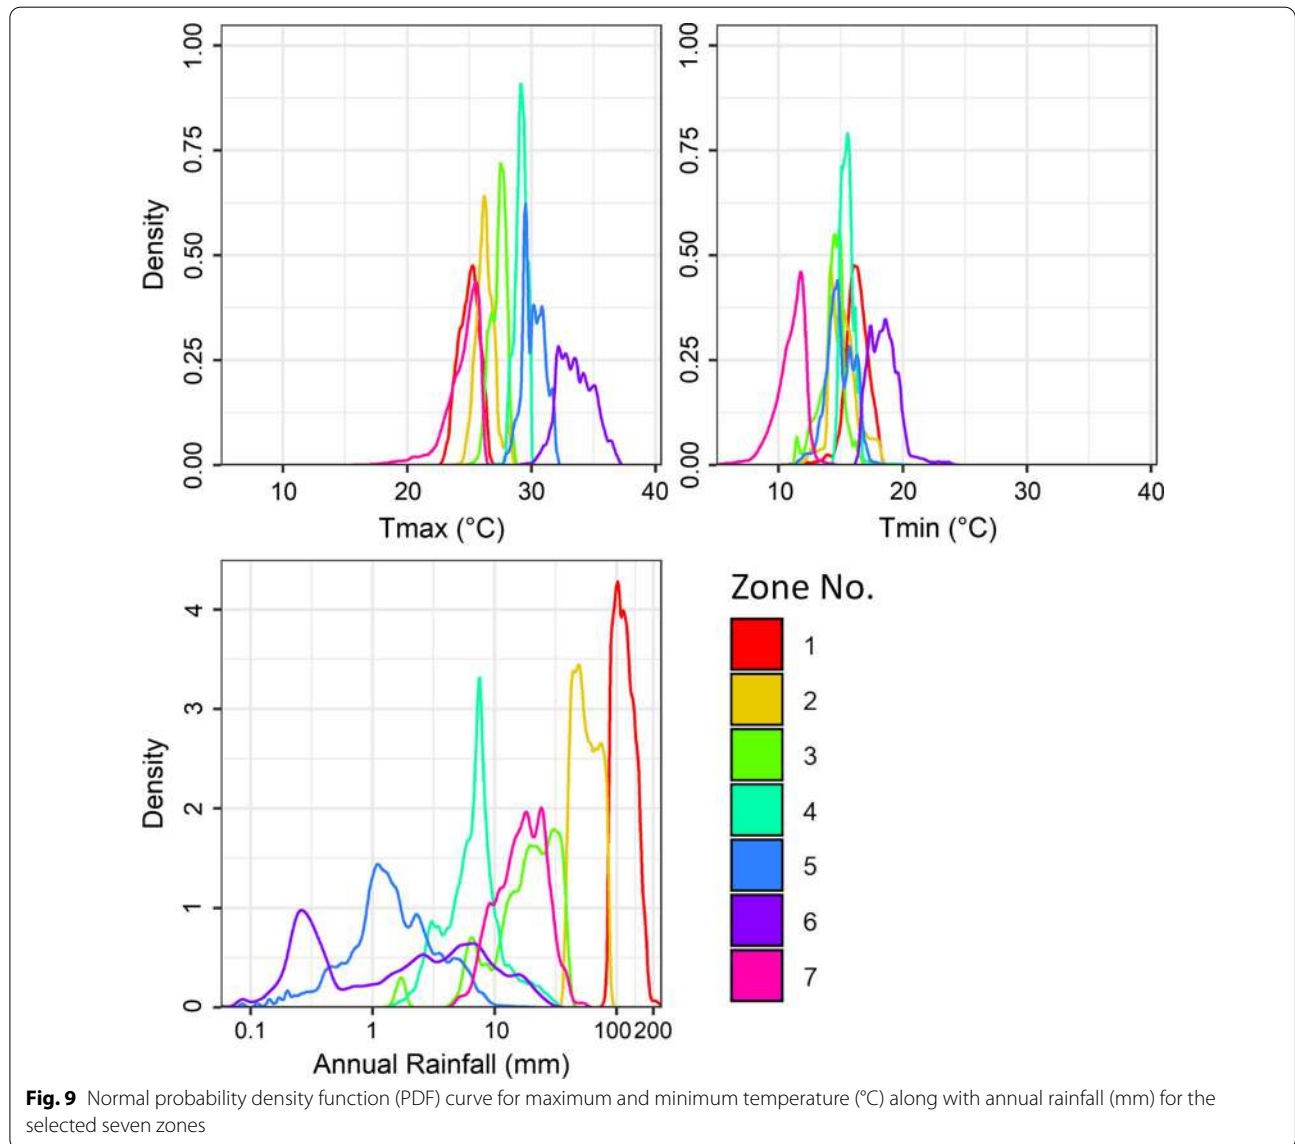 1.00
0.75
0.50
0.25
0.00
Density
10 20 30 40
Tmax (°C)
1.00
0.75
0.50
0.25
0.00
10 20 30 40
Tmin (°C)
4
3
2
1
0
Density
0.1 1 10 100 200
Annual Rainfall (mm)
Zone No.
1
2
3
4
5
6
7
Fig. 9 Normal probability density function (PDF) curve for maximum and minimum temperature (°C) along with annual rainfall (mm) for the
selected seven zones